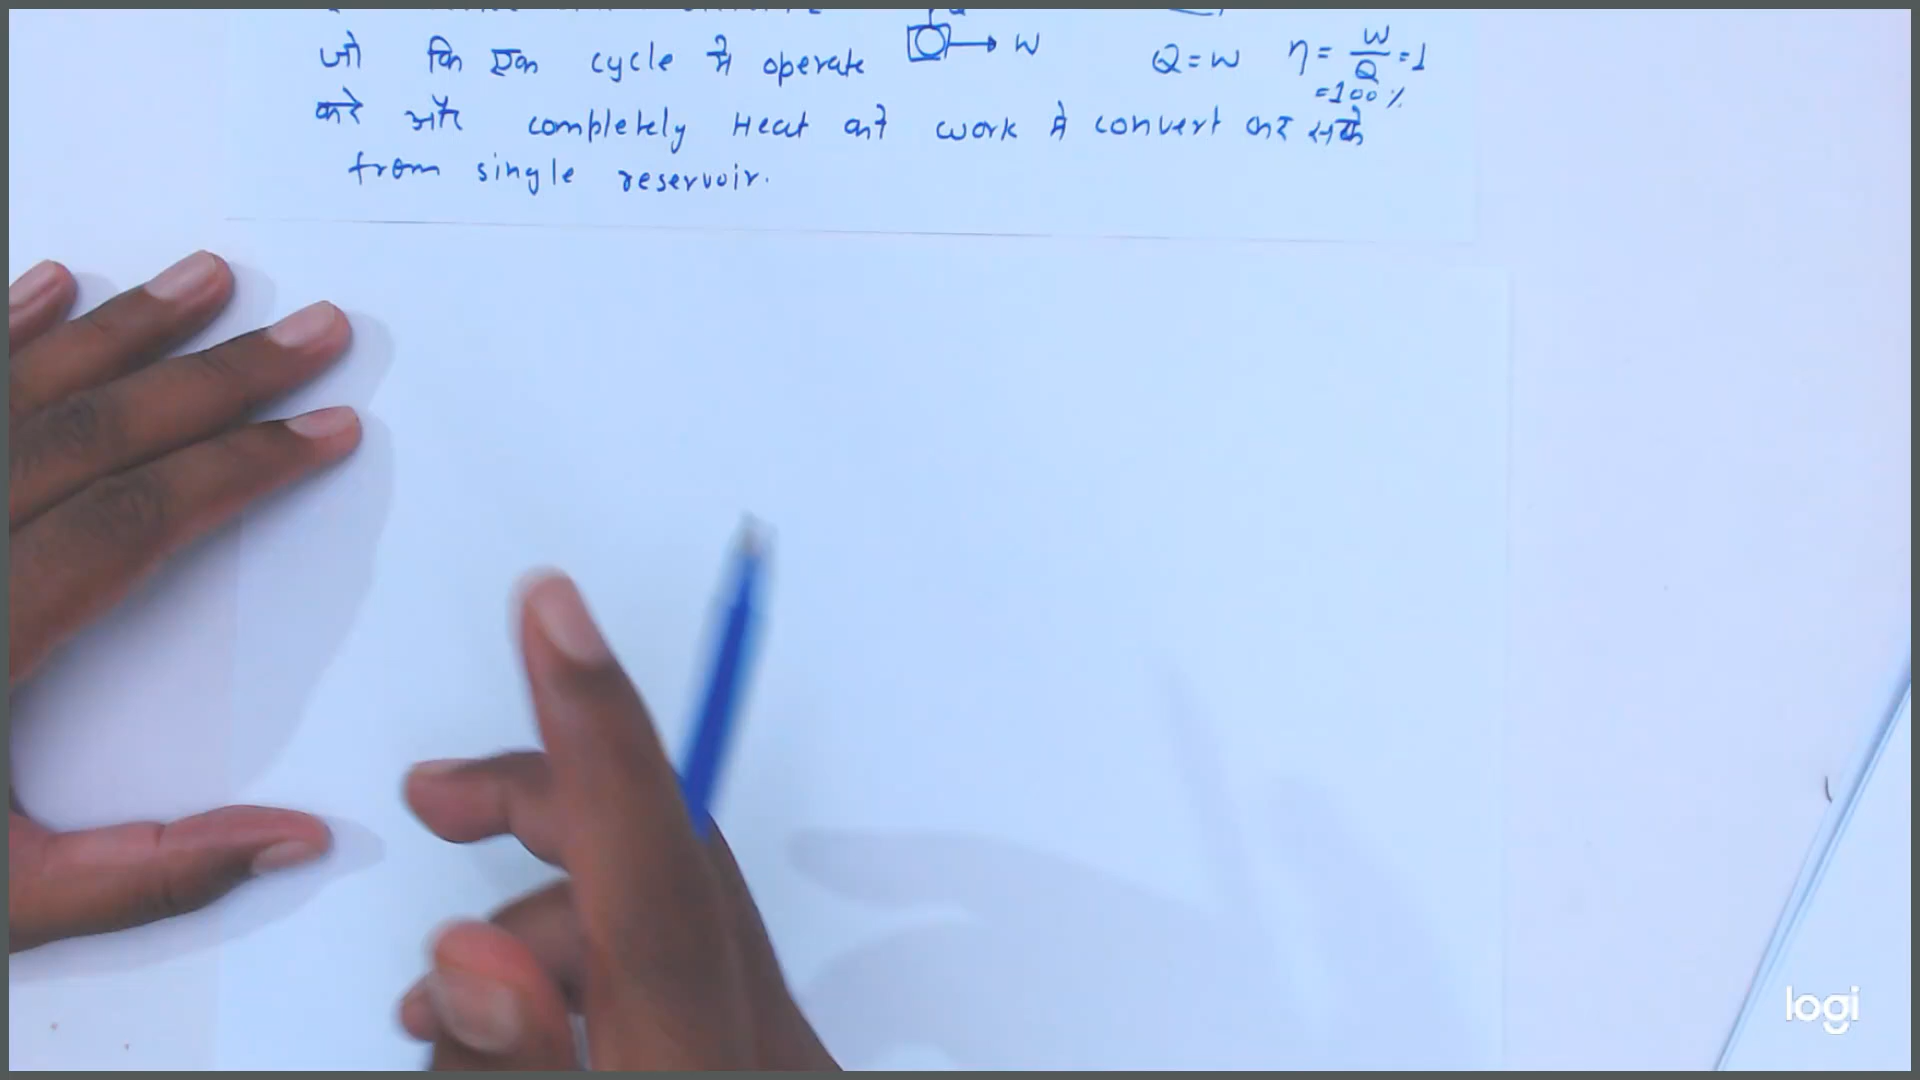 जो कि एक cycle में operate → W Q = W η = W/Q = 1
= 100 %
करे और completely Heat को work में convert कर सके
from single reservoir.
logi